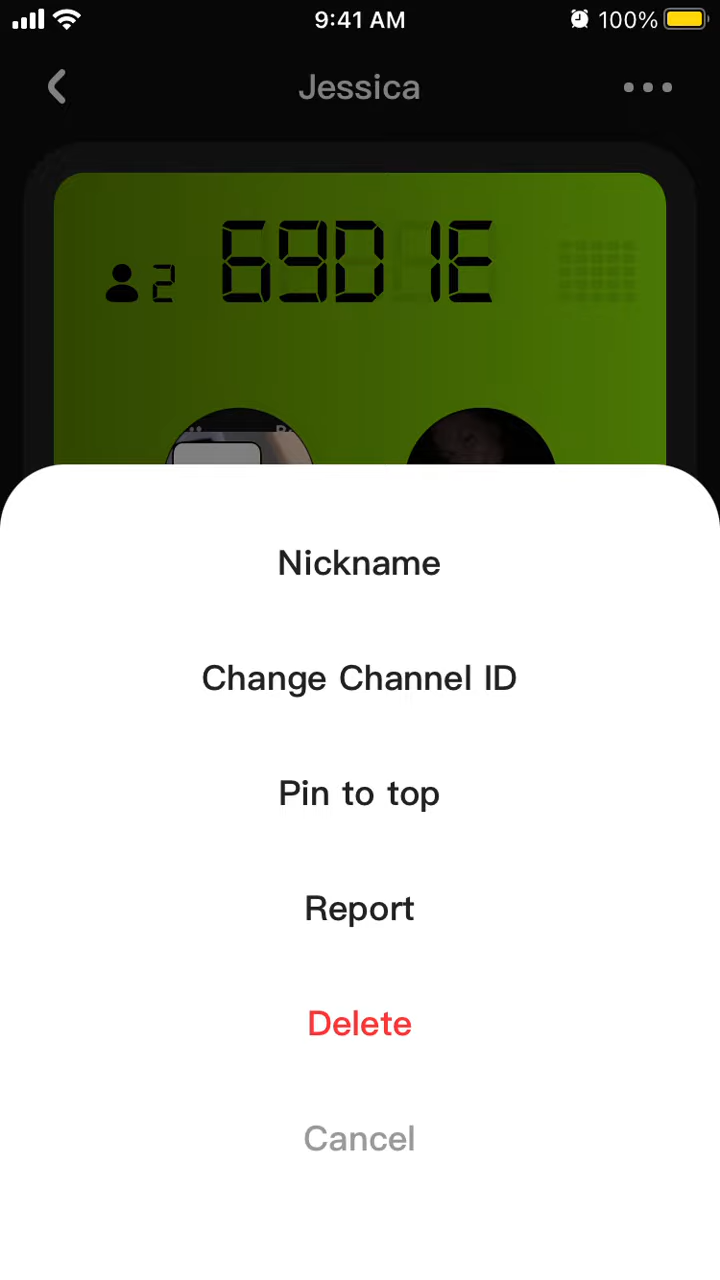 9:41 AM
100%
Jessica
2
69D1E
Nickname
Change Channel ID
Pin to top
Report
Delete
Cancel